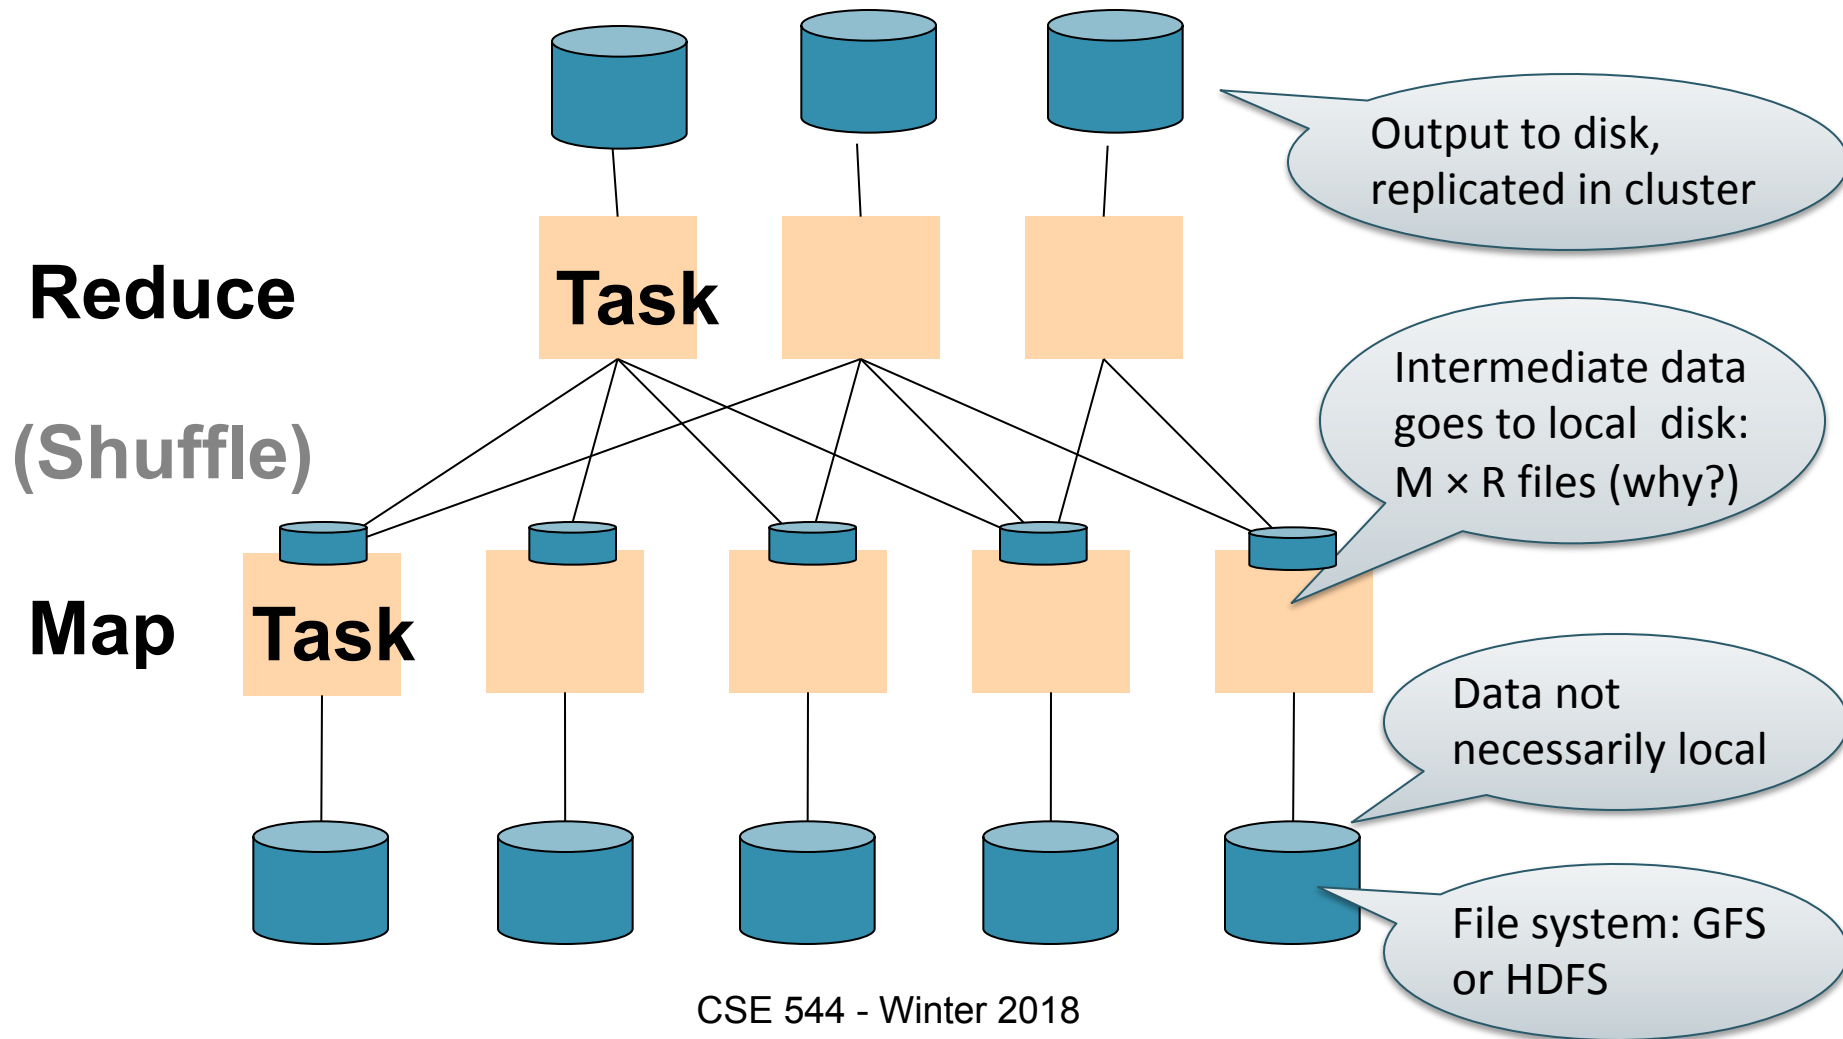 Output to disk,
replicated in cluster
Reduce
Task
Intermediate data
goes to local  disk:
M × R files (why?)
(Shuffle)
Map
Task
Data not
necessarily local
File system: GFS
or HDFS
CSE 544 - Winter 2018